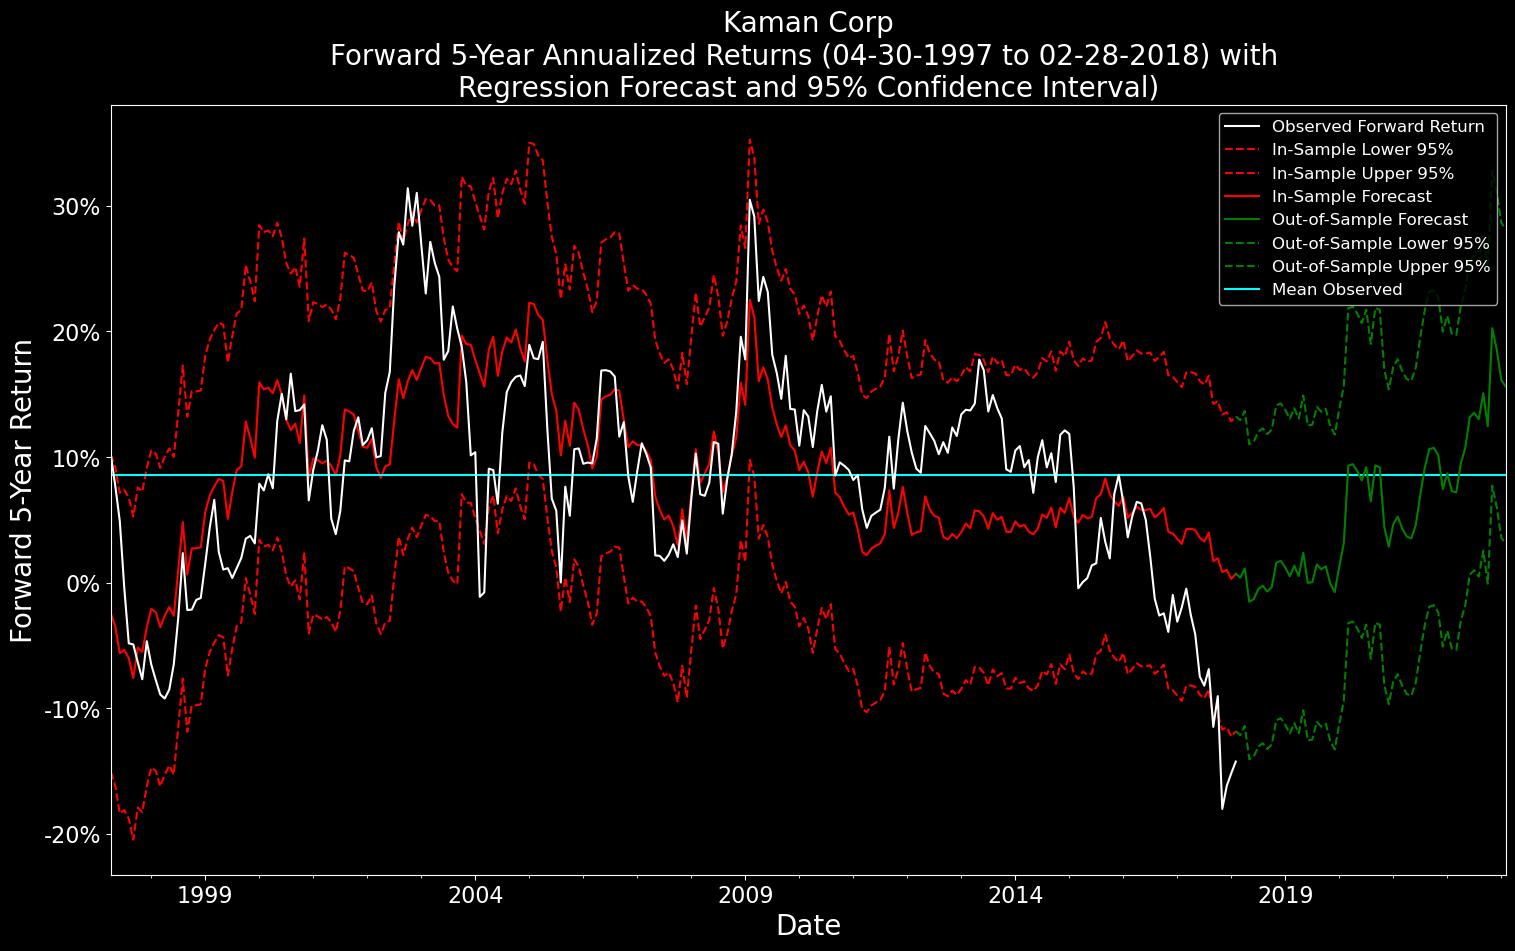 Kaman Corp
Forward 5-Year Annualized Returns (04-30-1997 to 02-28-2018) with
Regression Forecast and 95% Confidence Interval)
Forward 5-Year Return
30%
20%
10%
0%
-10%
-20%
Observed Forward Return
In-Sample Lower 95%
In-Sample Upper 95%
In-Sample Forecast
Out-of-Sample Forecast
Out-of-Sample Lower 95%
Out-of-Sample Upper 95%
Mean Observed
1999 2004 2009 2014 2019
Date